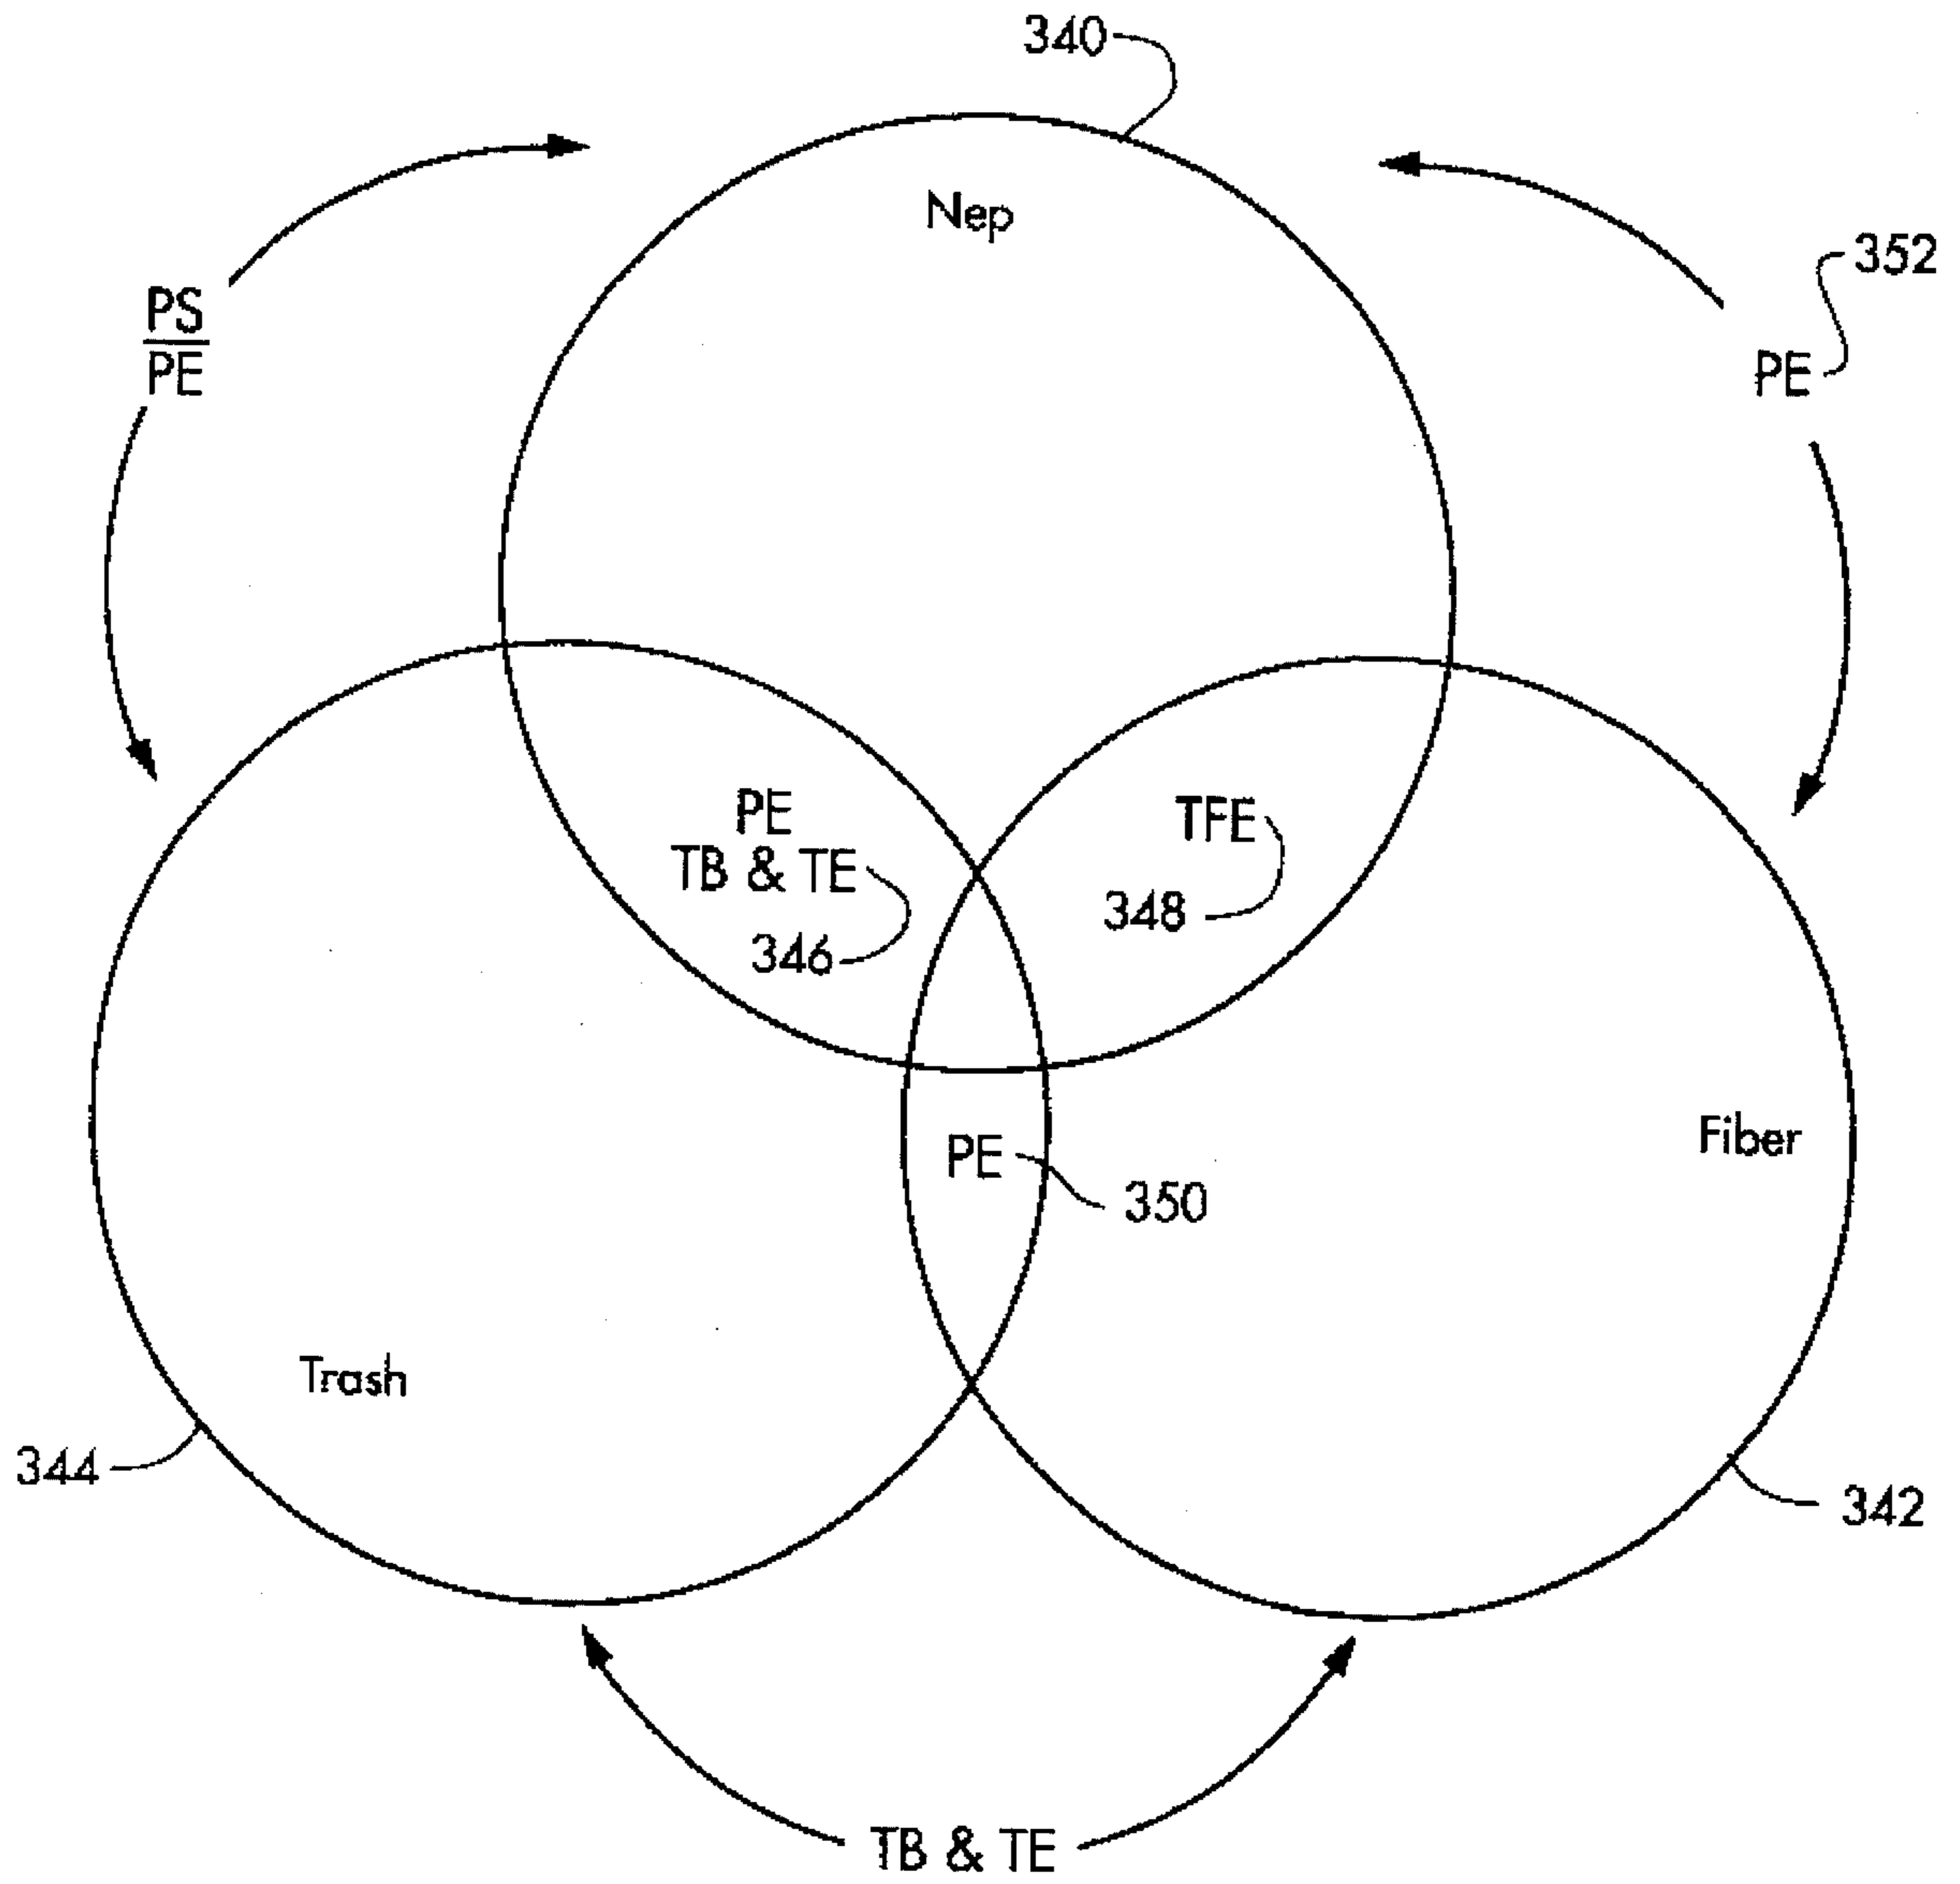 340
Nep
352
PS
PE
PE
PE
TB & TE
346
TFE
348
PE
350
Fiber
Trash
344
342
TB & TE